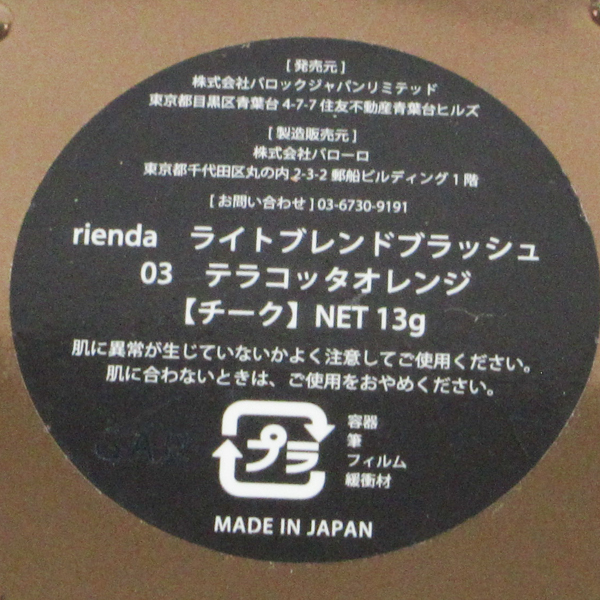 [ 発売元 ]
株式会社バロックジャパンリミテッド
東京都目黒区青葉台 4-7-7 住友不動産青葉台ヒルズ
[ 製造販売元 ]
株式会社バローロ
東京都千代田区丸の内 2-3-2 郵船ビルディング 1 階
[ お問い合わせ ] 03-6730-9191
rienda ライトブレンドブラッシュ
03 テラコッタオレンジ
【チーク】NET 13g
肌に異常が生じていないかよく注意してご使用ください。
肌に合わないときは、ご使用をおやめください。
プラ
容器
筆
フィルム
緩衝材
MADE IN JAPAN